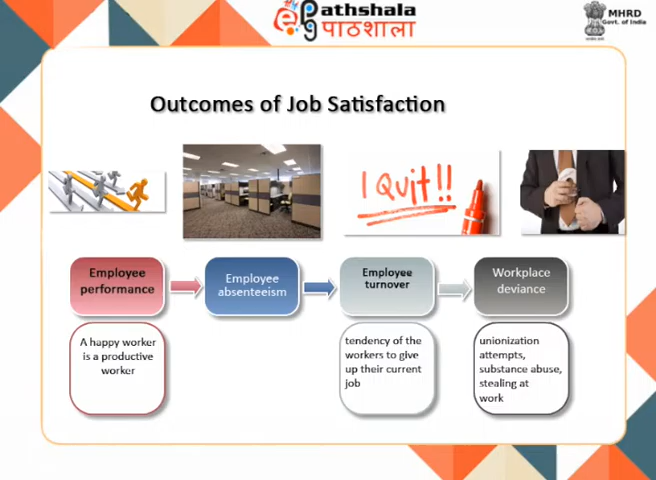 Pathshala
पाठशाला
MHRD
Govt. of India
Outcomes of Job Satisfaction
I Quit!!
Employee
performance
Employee
absenteeism
Employee
turnover
Workplace
deviance
A happy worker
is a productive
worker
tendency of the
workers to give
up their current
job
unionization
attempts,
substance abuse,
stealing at
work